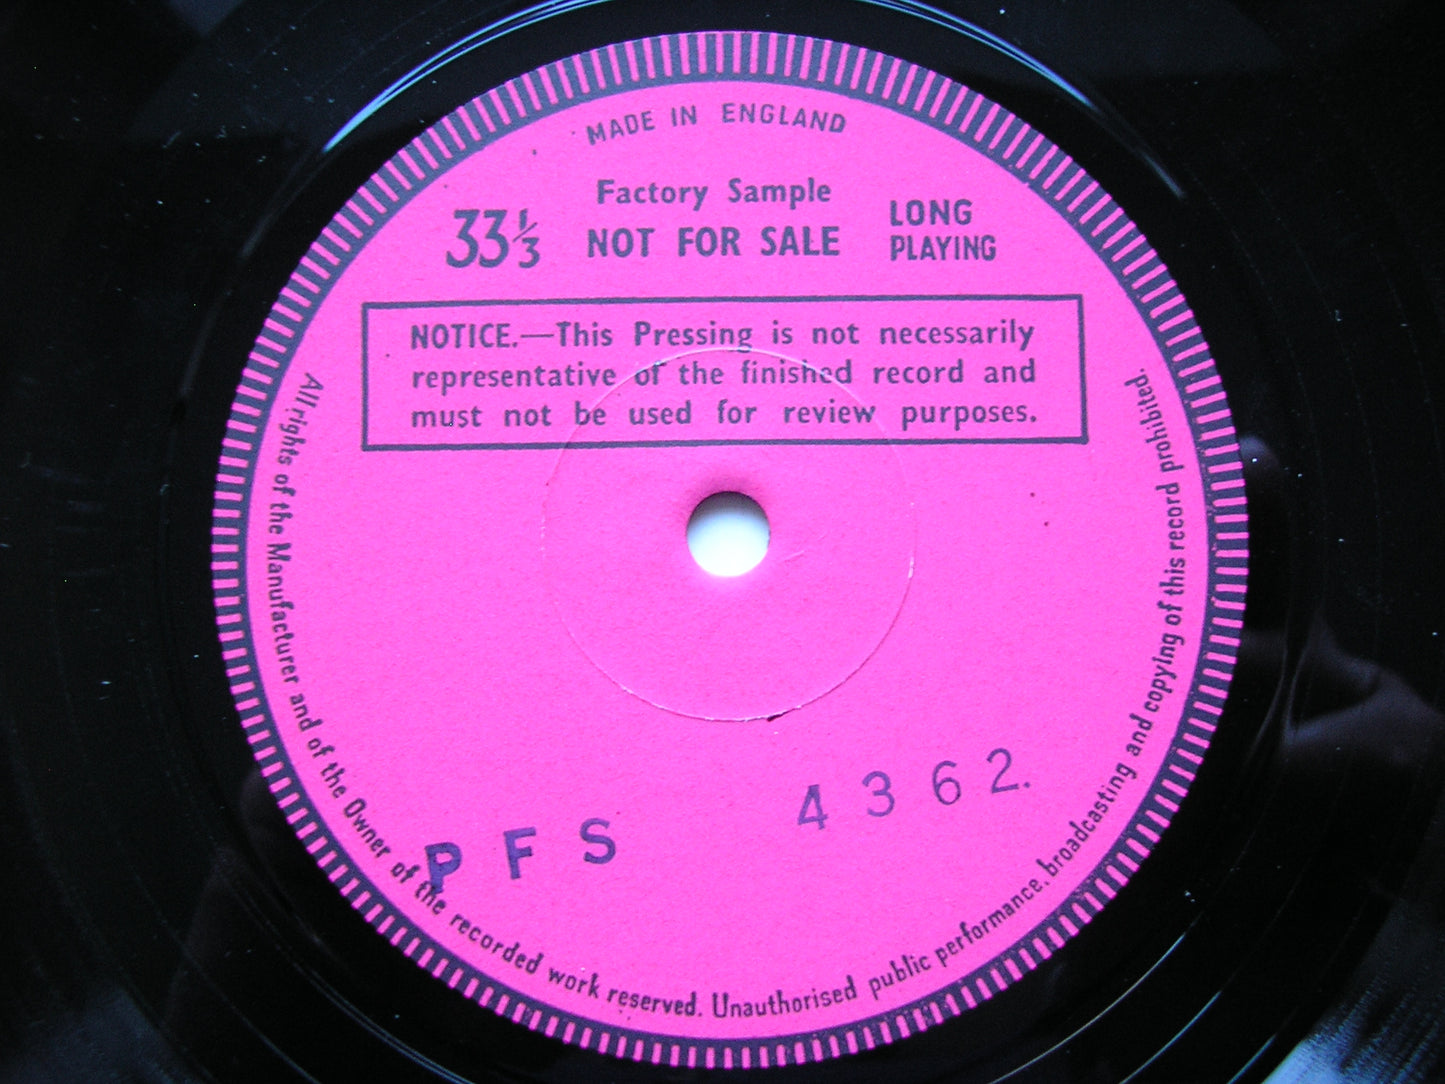 MADE IN ENGLAND
Factory Sample
33⅓ NOT FOR SALE LONG PLAYING
NOTICE.—This Pressing is not necessarily
representative of the finished record and
must not be used for review purposes.
PFS 4362.
All rights of the Manufacturer and of the Owner of the recorded work reserved. Unauthorised public performance, broadcasting and copying of this record prohibited.